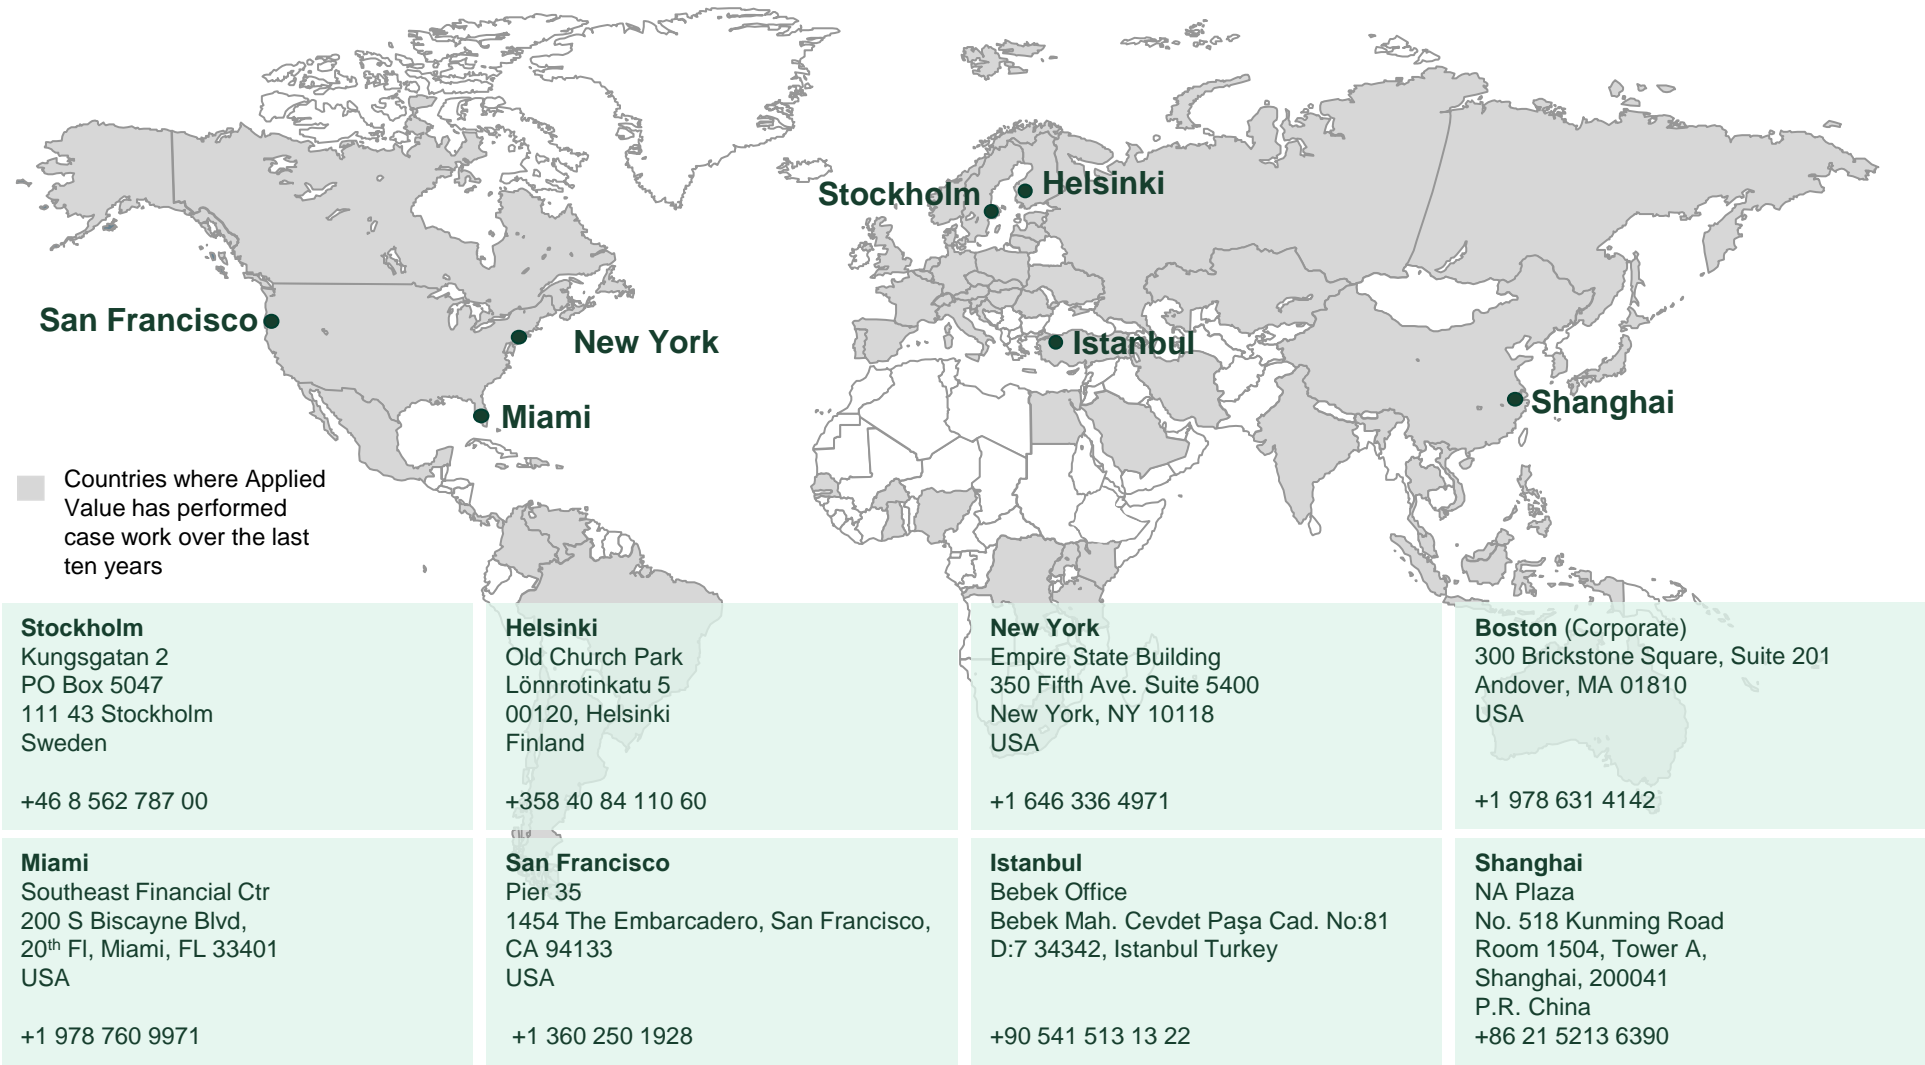 Stockholm
Helsinki
San Francisco
New York
Istanbul
Miami
Shanghai
Countries where Applied
Value has performed
case work over the last
ten years
Stockholm
Kungsgatan 2
PO Box 5047
111 43 Stockholm
Sweden
+46 8 562 787 00
Helsinki
Old Church Park
Lönnrotinkatu 5
00120, Helsinki
Finland
+358 40 84 110 60
New York
Empire State Building
350 Fifth Ave. Suite 5400
New York, NY 10118
USA
+1 646 336 4971
Boston (Corporate)
300 Brickstone Square, Suite 201
Andover, MA 01810
USA
+1 978 631 4142
Miami
Southeast Financial Ctr
200 S Biscayne Blvd,
20th Fl, Miami, FL 33401
USA
+1 978 760 9971
San Francisco
Pier 35
1454 The Embarcadero, San Francisco,
CA 94133
USA
+1 360 250 1928
Istanbul
Bebek Office
Bebek Mah. Cevdet Paşa Cad. No:81
D:7 34342, Istanbul Turkey
+90 541 513 13 22
Shanghai
NA Plaza
No. 518 Kunming Road
Room 1504, Tower A,
Shanghai, 200041
P.R. China
+86 21 5213 6390